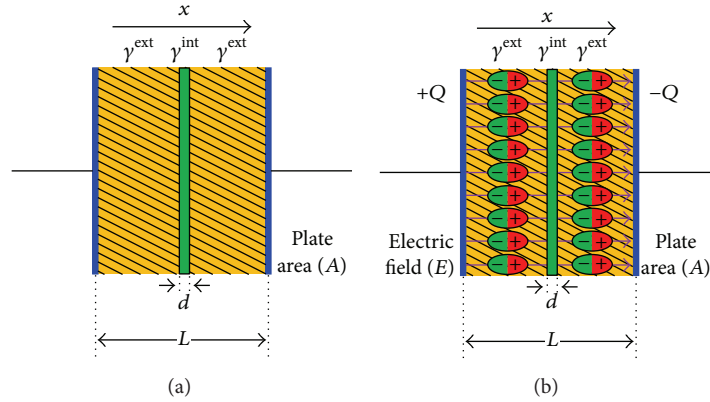 x
γ^ext γ^int γ^ext
Plate
area (A)
d
L
(a)
x
γ^ext γ^int γ^ext
+Q
−Q
− + − +
− + − +
− + − +
− + − +
− + − +
− + − +
− + − +
− + − +
− + − +
Electric
field (E)
Plate
area (A)
d
L
(b)